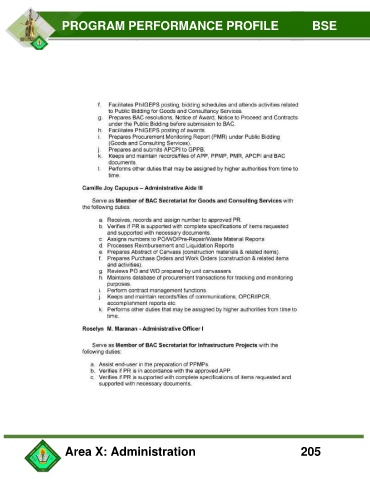 PROGRAM PERFORMANCE PROFILE BSE
f. Facilitates PhilGEPS posting, bidding schedules and attends activities related
to Public Bidding for Goods and Consultancy Services.
g. Prepares BAC resolutions, Notice of Award, Notice to Proceed and Contracts
under the Public Bidding before submission to BAC.
h. Facilitates PhilGEPS posting of awards.
i. Prepares Procurement Monitoring Report (PMR) under Public Bidding
(Goods and Consulting Services).
j. Prepares and submits APCPI to GPPB.
k. Keeps and maintain records/files of APP, PPMP, PMR, APCPI and BAC
documents.
l. Performs other duties that may be assigned by higher authorities from time to
time.
Camille Joy Capupus – Administrative Aide III
Serve as Member of BAC Secretariat for Goods and Consulting Services with
the following duties:
a. Receives, records and assign number to approved PR.
b. Verifies if PR is supported with complete specifications of items requested
and supported with necessary documents.
c. Assigns numbers to PO/WO/Pre-Repair/Waste Material Reports
d. Processes Reimbursement and Liquidation Reports
e. Prepares Abstract of Canvass (construction materials & related items).
f. Prepares Purchase Orders and Work Orders (construction & related items
and activities).
g. Reviews PO and WO prepared by unit canvassers.
h. Maintains database of procurement transactions for tracking and monitoring
purposes.
i. Perform contract management functions.
j. Keeps and maintain records/files of communications, OPCR/IPCR,
accomplishment reports etc.
k. Performs other duties that may be assigned by higher authorities from time to
time.
Roselyn M. Maranan - Administrative Officer I
Serve as Member of BAC Secretariat for Infrastructure Projects with the
following duties:
a. Assist end-user in the preparation of PPMPs.
b. Verifies if PR is in accordance with the approved APP.
c. Verifies if PR is supported with complete specifications of items requested and
supported with necessary documents.
Area X: Administration 205